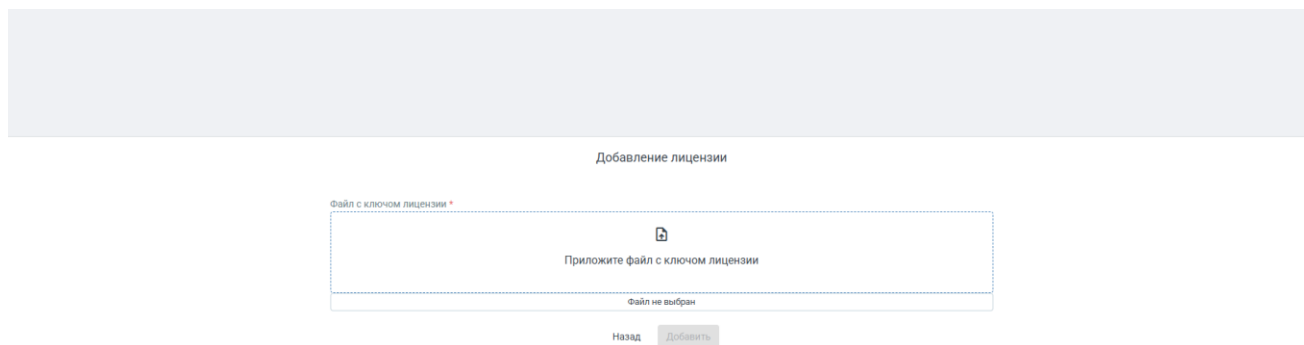 Добавление лицензии
Файл с ключом лицензии *
Приложите файл с ключом лицензии
Файл не выбран
Назад Добавить